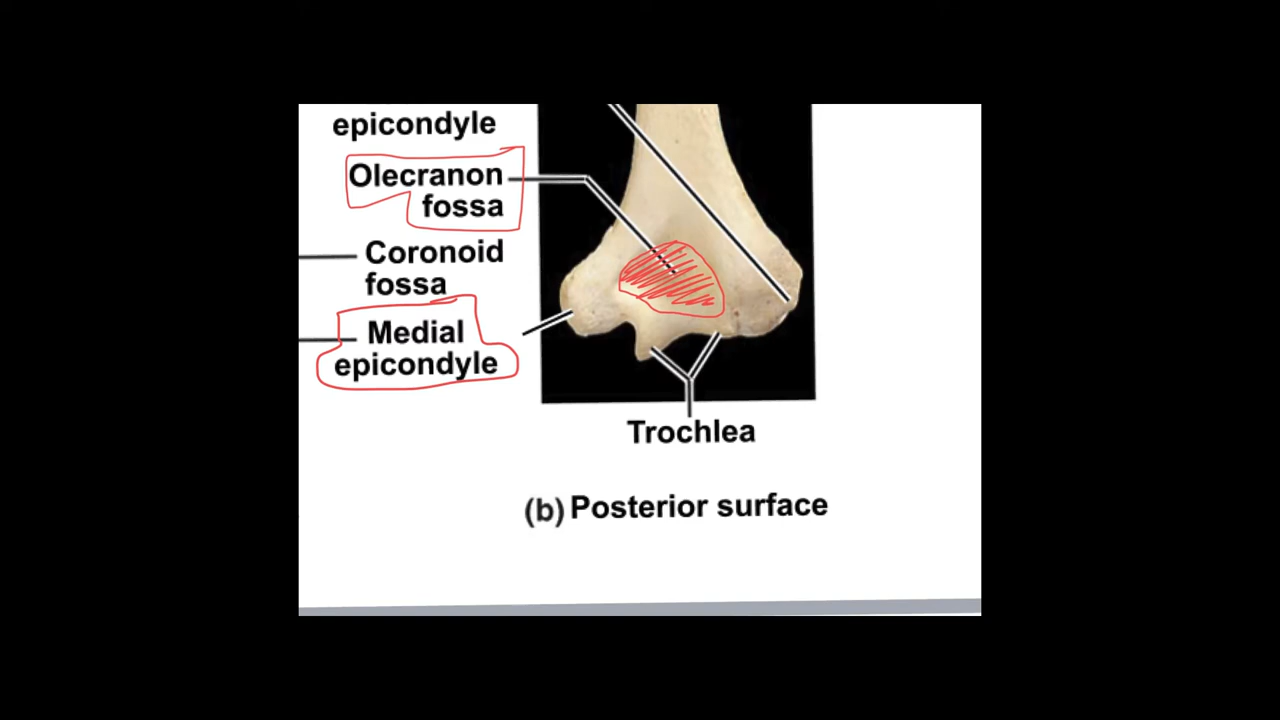 epicondyle
Olecranon
fossa
Coronoid
fossa
Medial
epicondyle
Trochlea
(b) Posterior surface